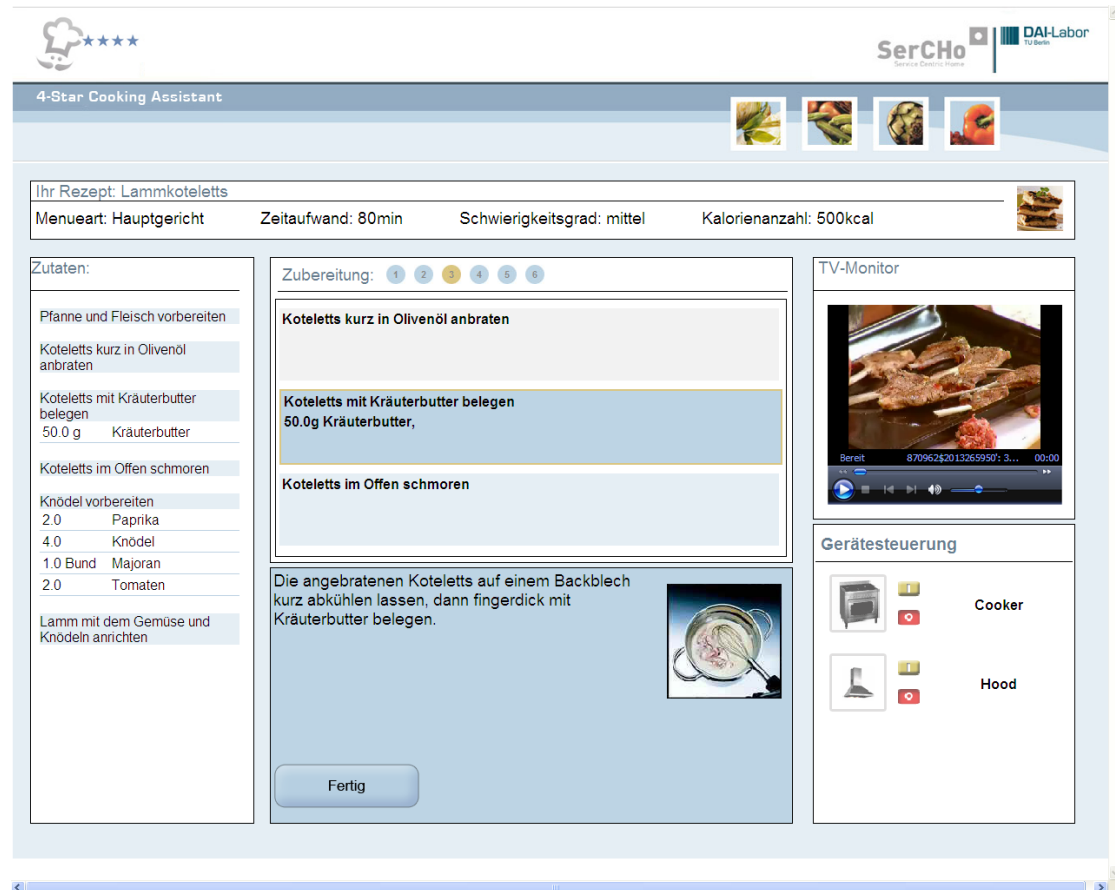 ★★★★
SerCHo
Service Centric Home
DAI-Labor
TU Berlin
4-Star Cooking Assistant
Ihr Rezept: Lammkoteletts
Menueart: Hauptgericht Zeitaufwand: 80min Schwierigkeitsgrad: mittel Kalorienanzahl: 500kcal
Zutaten:
Pfanne und Fleisch vorbereiten
Koteletts kurz in Olivenöl
anbraten
Koteletts mit Kräuterbutter
belegen
50.0 g Kräuterbutter
Koteletts im Offen schmoren
Knödel vorbereiten
2.0 Paprika
4.0 Knödel
1.0 Bund Majoran
2.0 Tomaten
Lamm mit dem Gemüse und
Knödeln anrichten
Zubereitung: 1 2 3 4 5 6
Koteletts kurz in Olivenöl anbraten
Koteletts mit Kräuterbutter belegen
50.0g Kräuterbutter,
Koteletts im Offen schmoren
Die angebratenen Koteletts auf einem Backblech
kurz abkühlen lassen, dann fingerdick mit
Kräuterbutter belegen.
Fertig
TV-Monitor
Bereit 870962$2013265950': 3... 00:00
Gerätesteuerung
Cooker
Hood